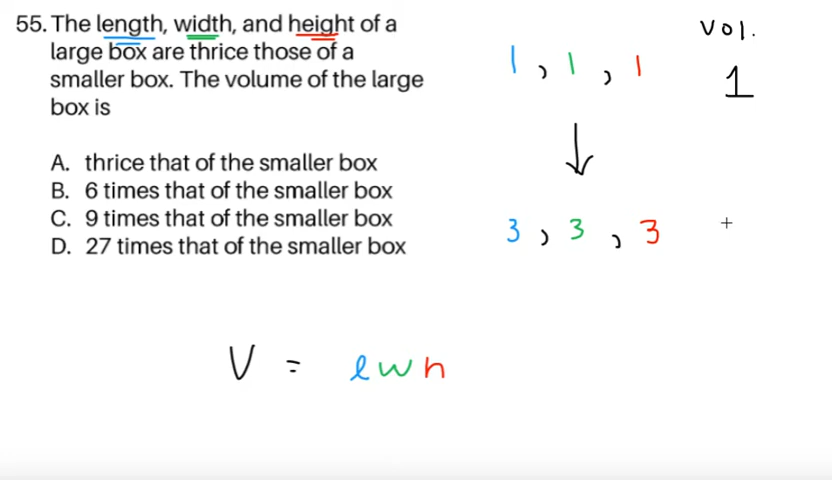 55. The length, width, and height of a
large box are thrice those of a
smaller box. The volume of the large
box is
A. thrice that of the smaller box
B. 6 times that of the smaller box
C. 9 times that of the smaller box
D. 27 times that of the smaller box
vol.
1, 1, 1
1
3, 3, 3
V = lwh